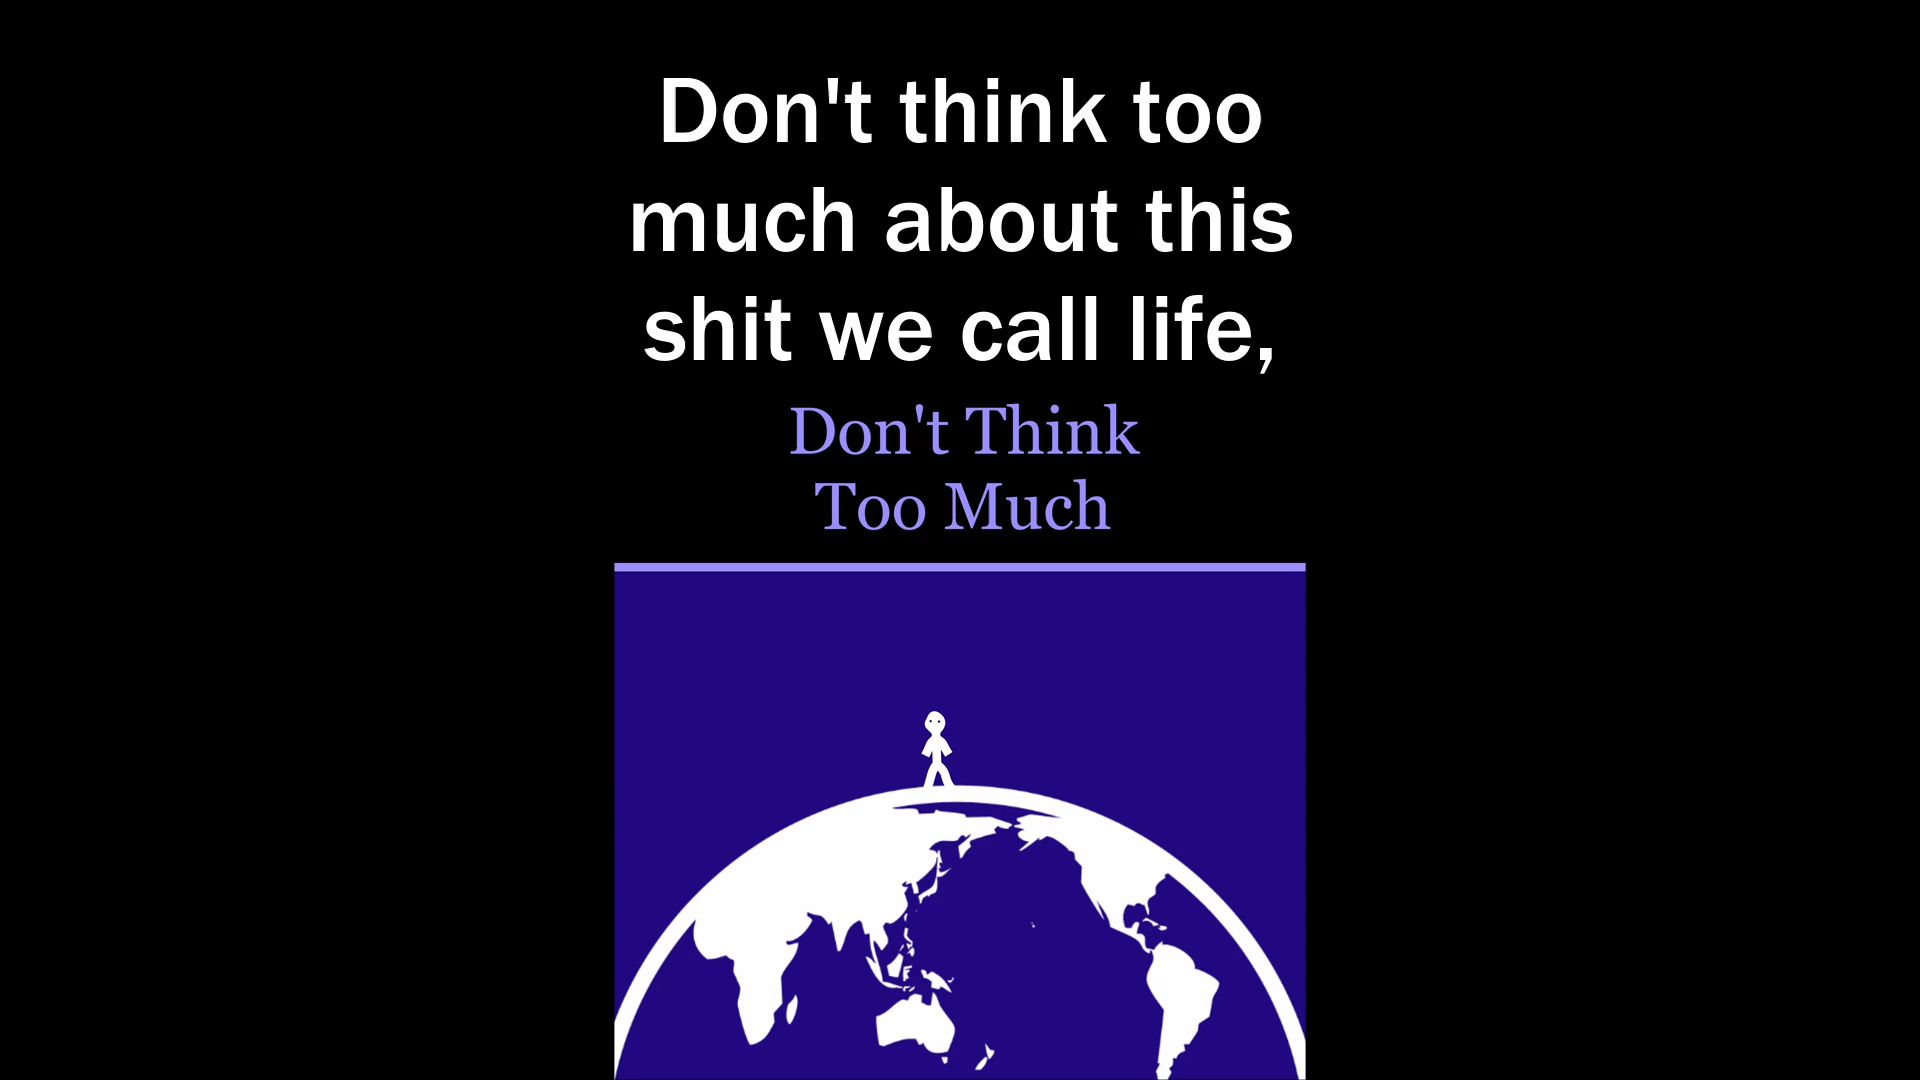 Don't think too
much about this
shit we call life,
Don't Think
Too Much